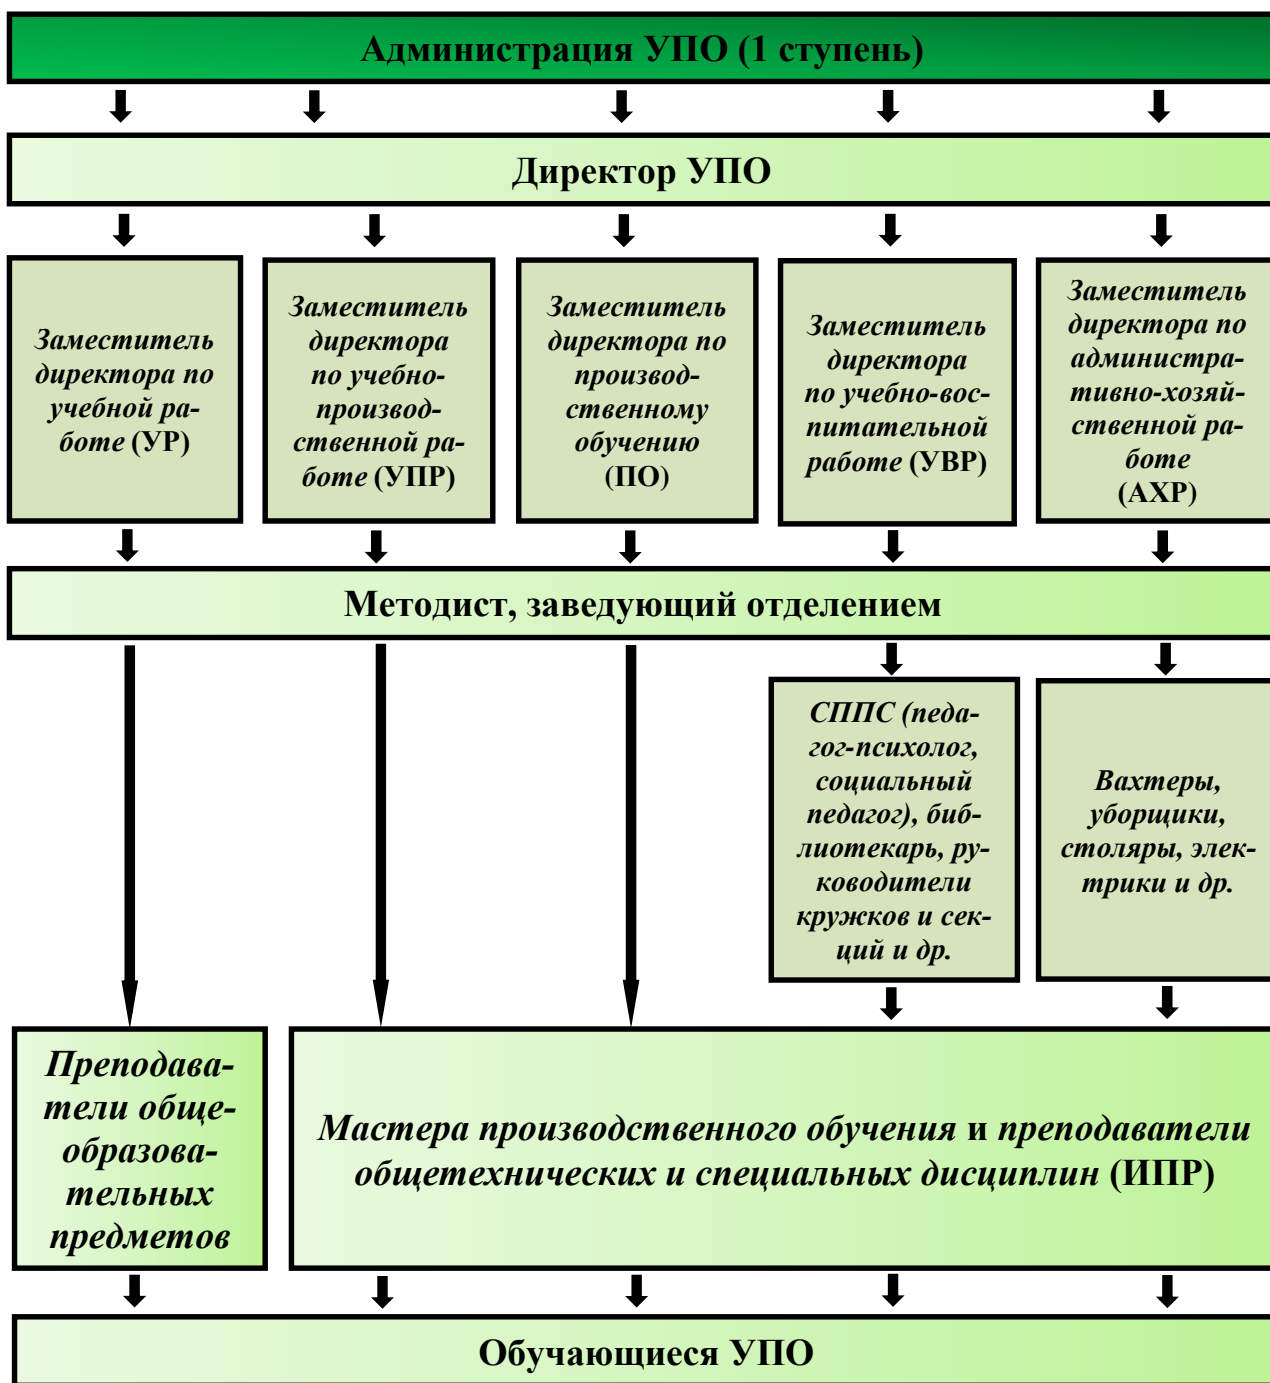 Администрация УПО (1 ступень)
Директор УПО
Заместитель
директора по
учебной ра-
боте (УР)
Заместитель
директора
по учебно-
производ-
ственной ра-
боте (УПР)
Заместитель
директора по
производ-
ственному
обучению
(ПО)
Заместитель
директора
по учебно-вос-
питательной
работе (УВР)
Заместитель
директора по
администра-
тивно-хозяй-
ственной ра-
боте
(АХР)
Методист, заведующий отделением
СППС (педа-
гог-психолог,
социальный
педагог), биб-
лиотекарь, ру-
ководители
кружков и сек-
ций и др.
Вахтеры,
уборщики,
столяры, элек-
трики и др.
Преподава-
тели обще-
образова-
тельных
предметов
Мастера производственного обучения и преподаватели
общетехнических и специальных дисциплин (ИПР)
Обучающиеся УПО